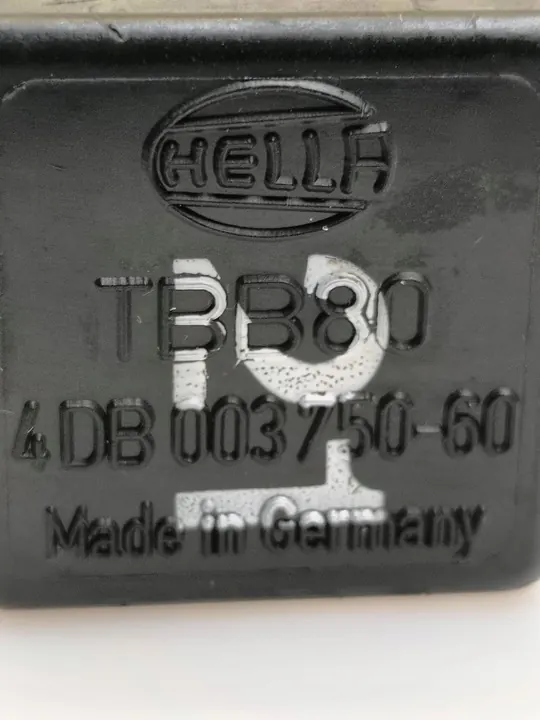 HELLA
TBB80
4DB 003750-60
Made in Germany